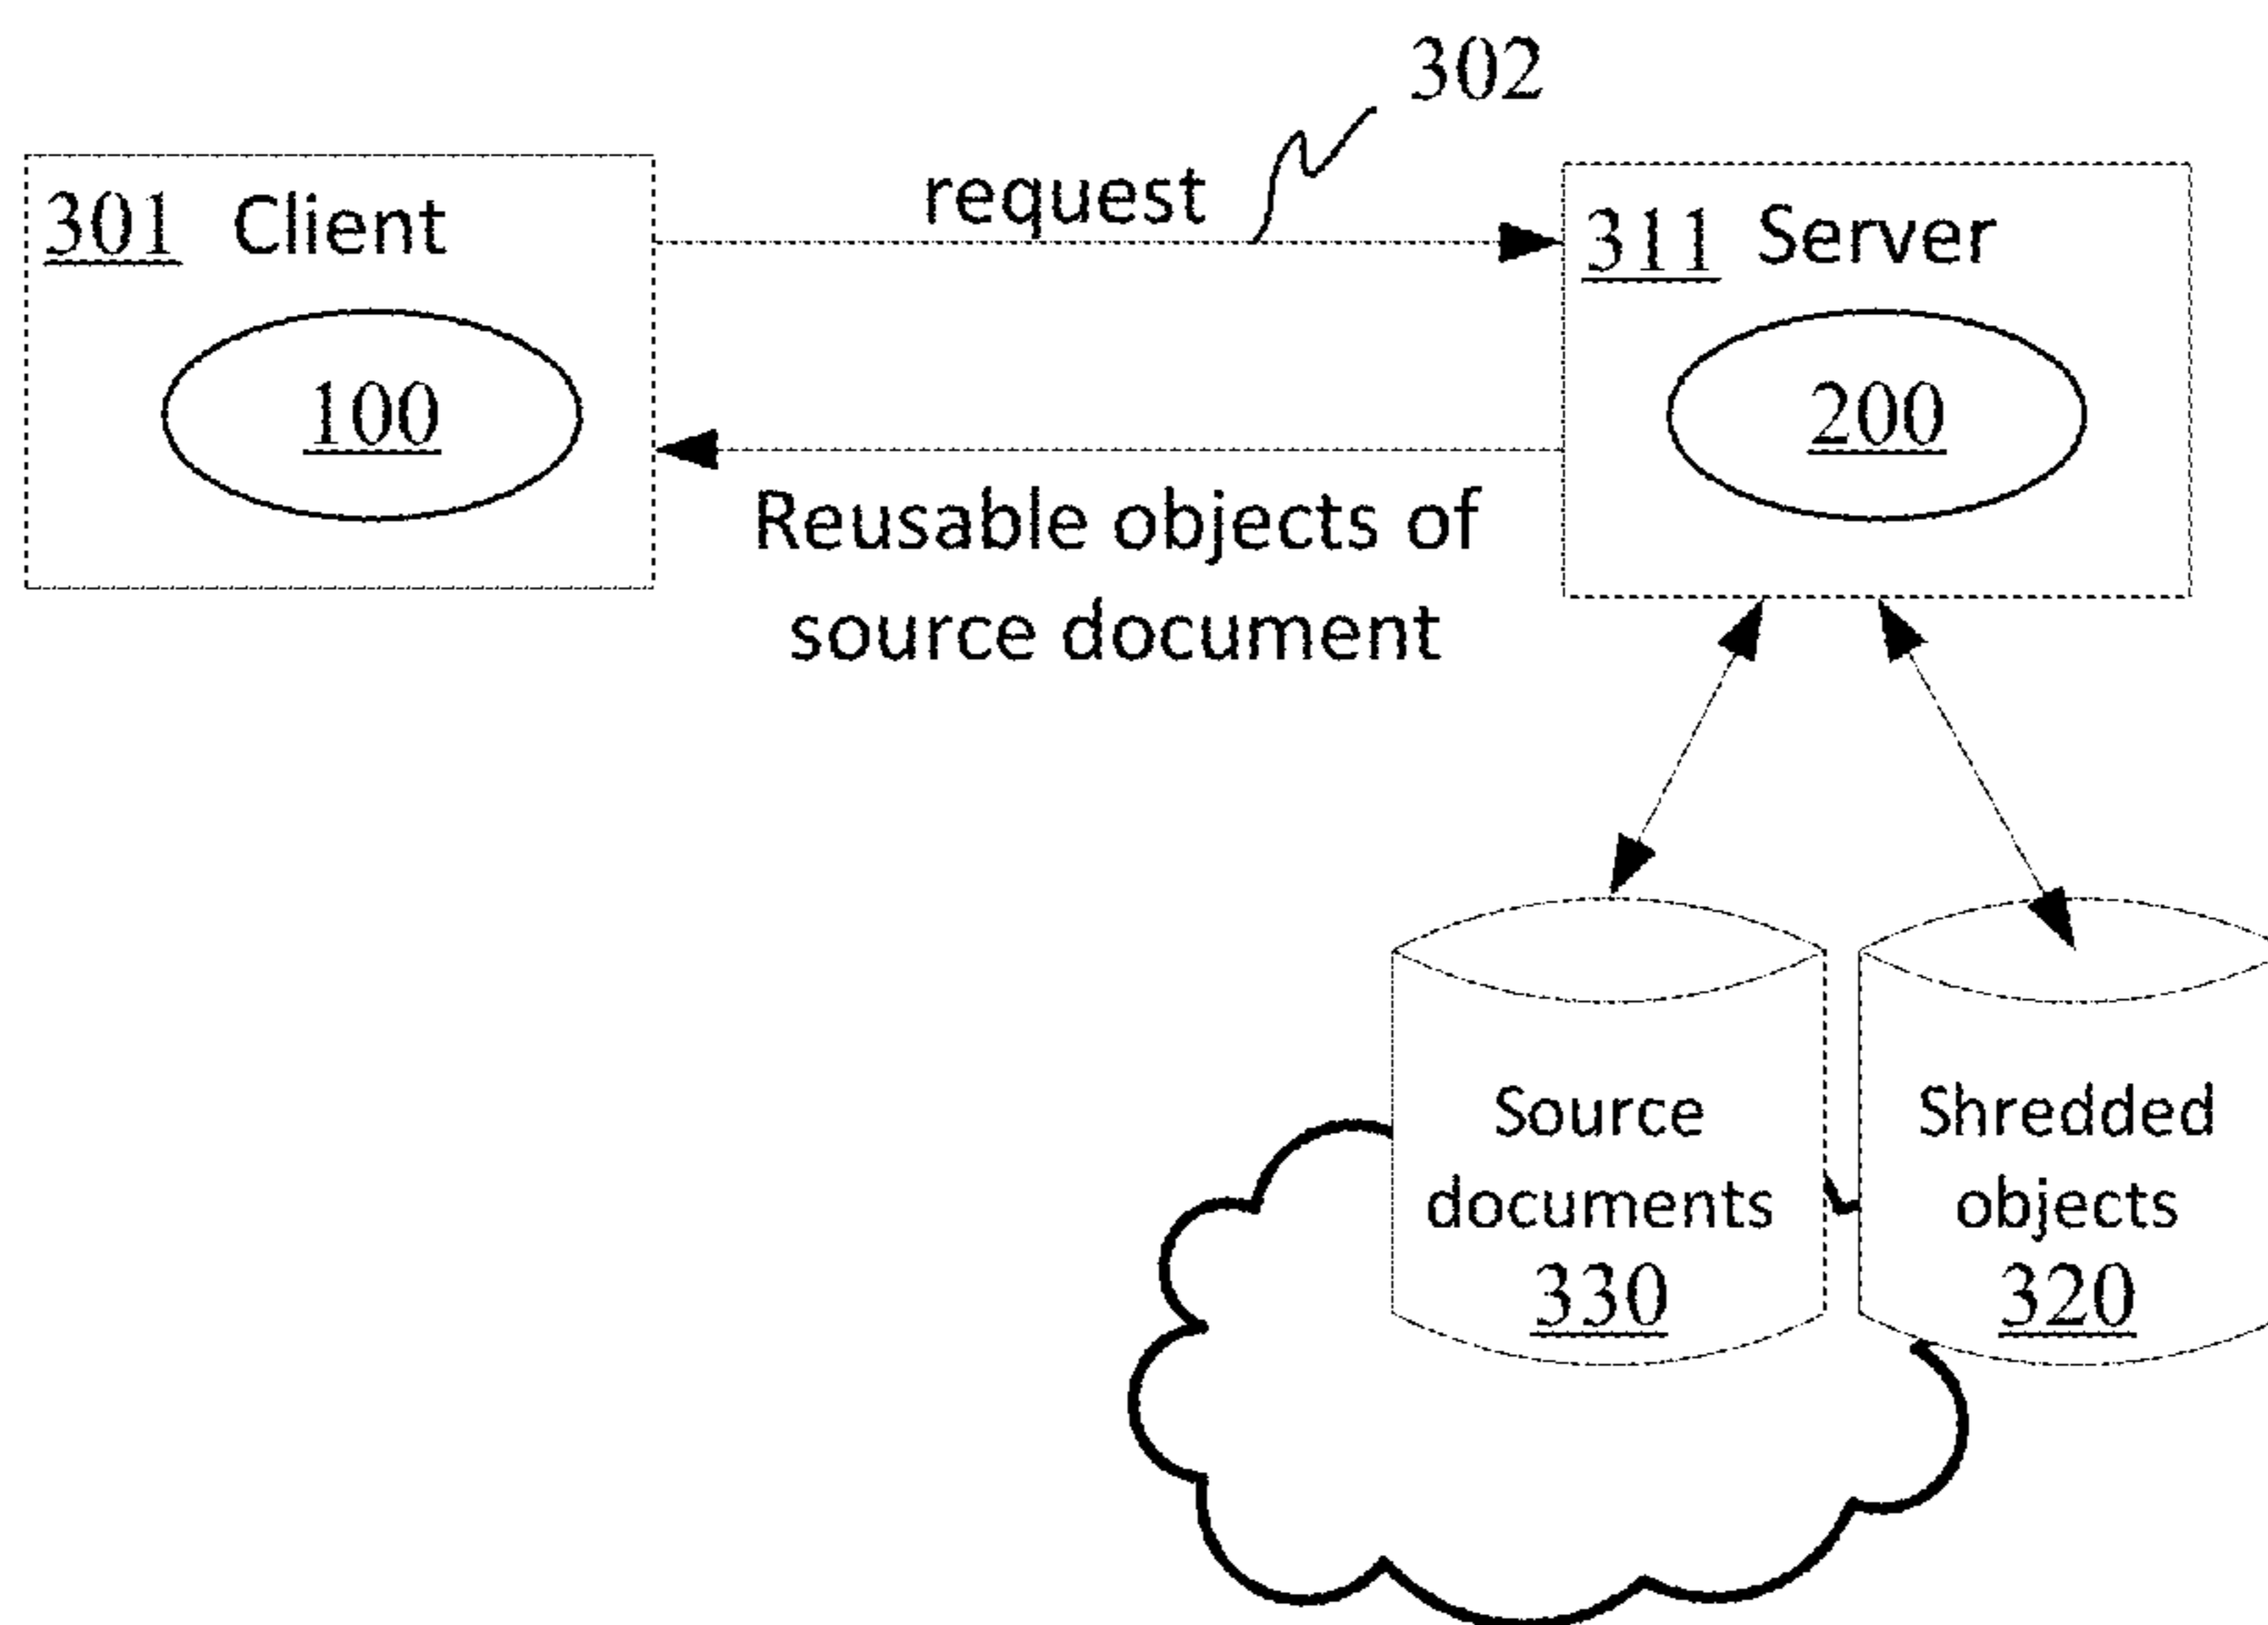 302
request
301 Client
311 Server
100
200
Reusable objects of
source document
Source
documents
330
Shredded
objects
320